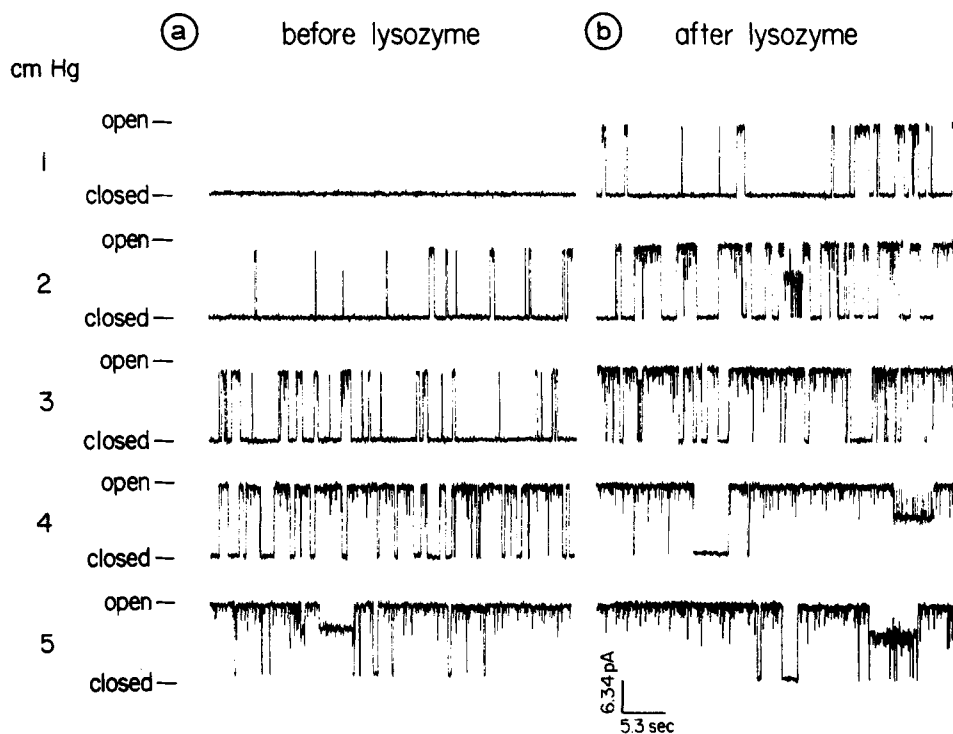 a before lysozyme
b after lysozyme
cm Hg
open
1
closed
open
2
closed
open
3
closed
open
4
closed
open
5
closed
6.34 pA
5.3 sec